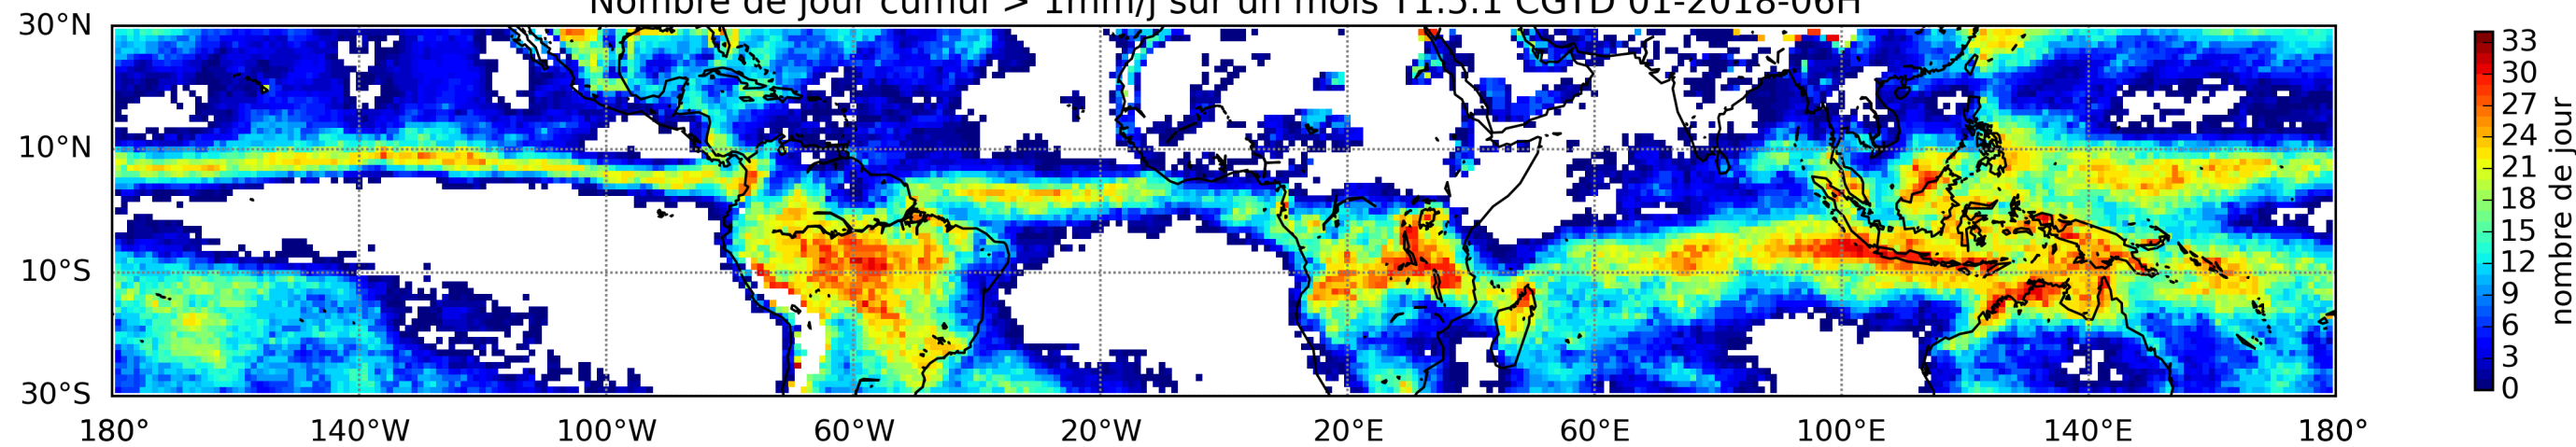 Nombre de jour cumul > 1mm/j sur un mois T1.5.1 CGTD 01-2018-06H
30°N
10°N
10°S
30°S
180° 140°W 100°W 60°W 20°W 20°E 60°E 100°E 140°E 180°
33
30
27
24
21
18
15
12
9
6
3
0
nombre de jour